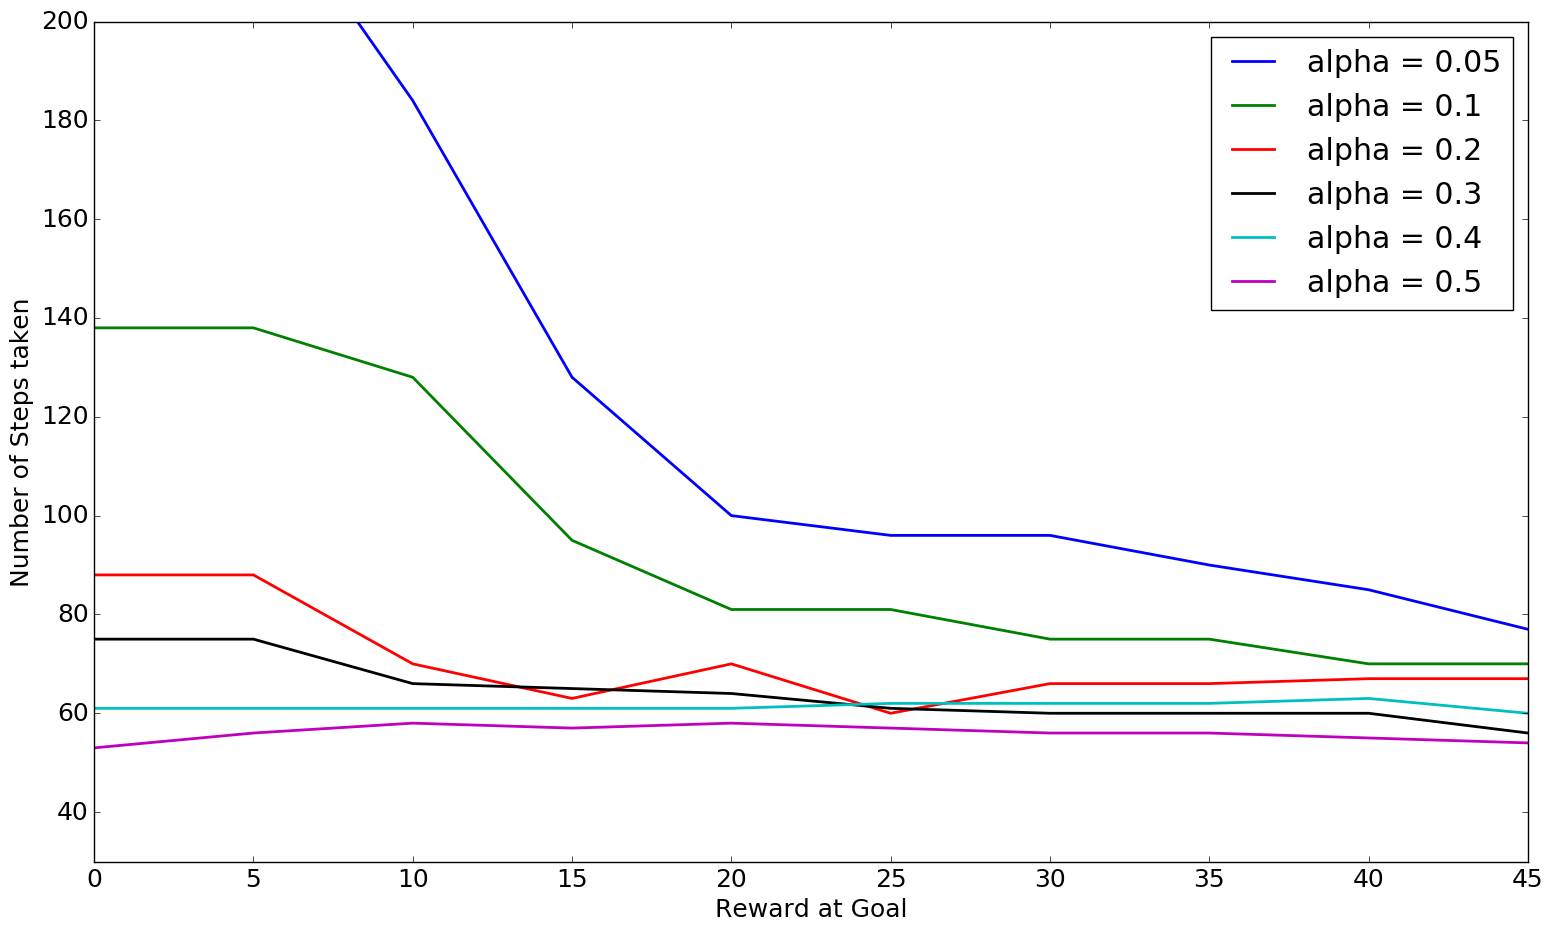 200
180
160
140
120
100
80
60
40
Number of Steps taken
alpha = 0.05
alpha = 0.1
alpha = 0.2
alpha = 0.3
alpha = 0.4
alpha = 0.5
0 5 10 15 20 25 30 35 40 45
Reward at Goal